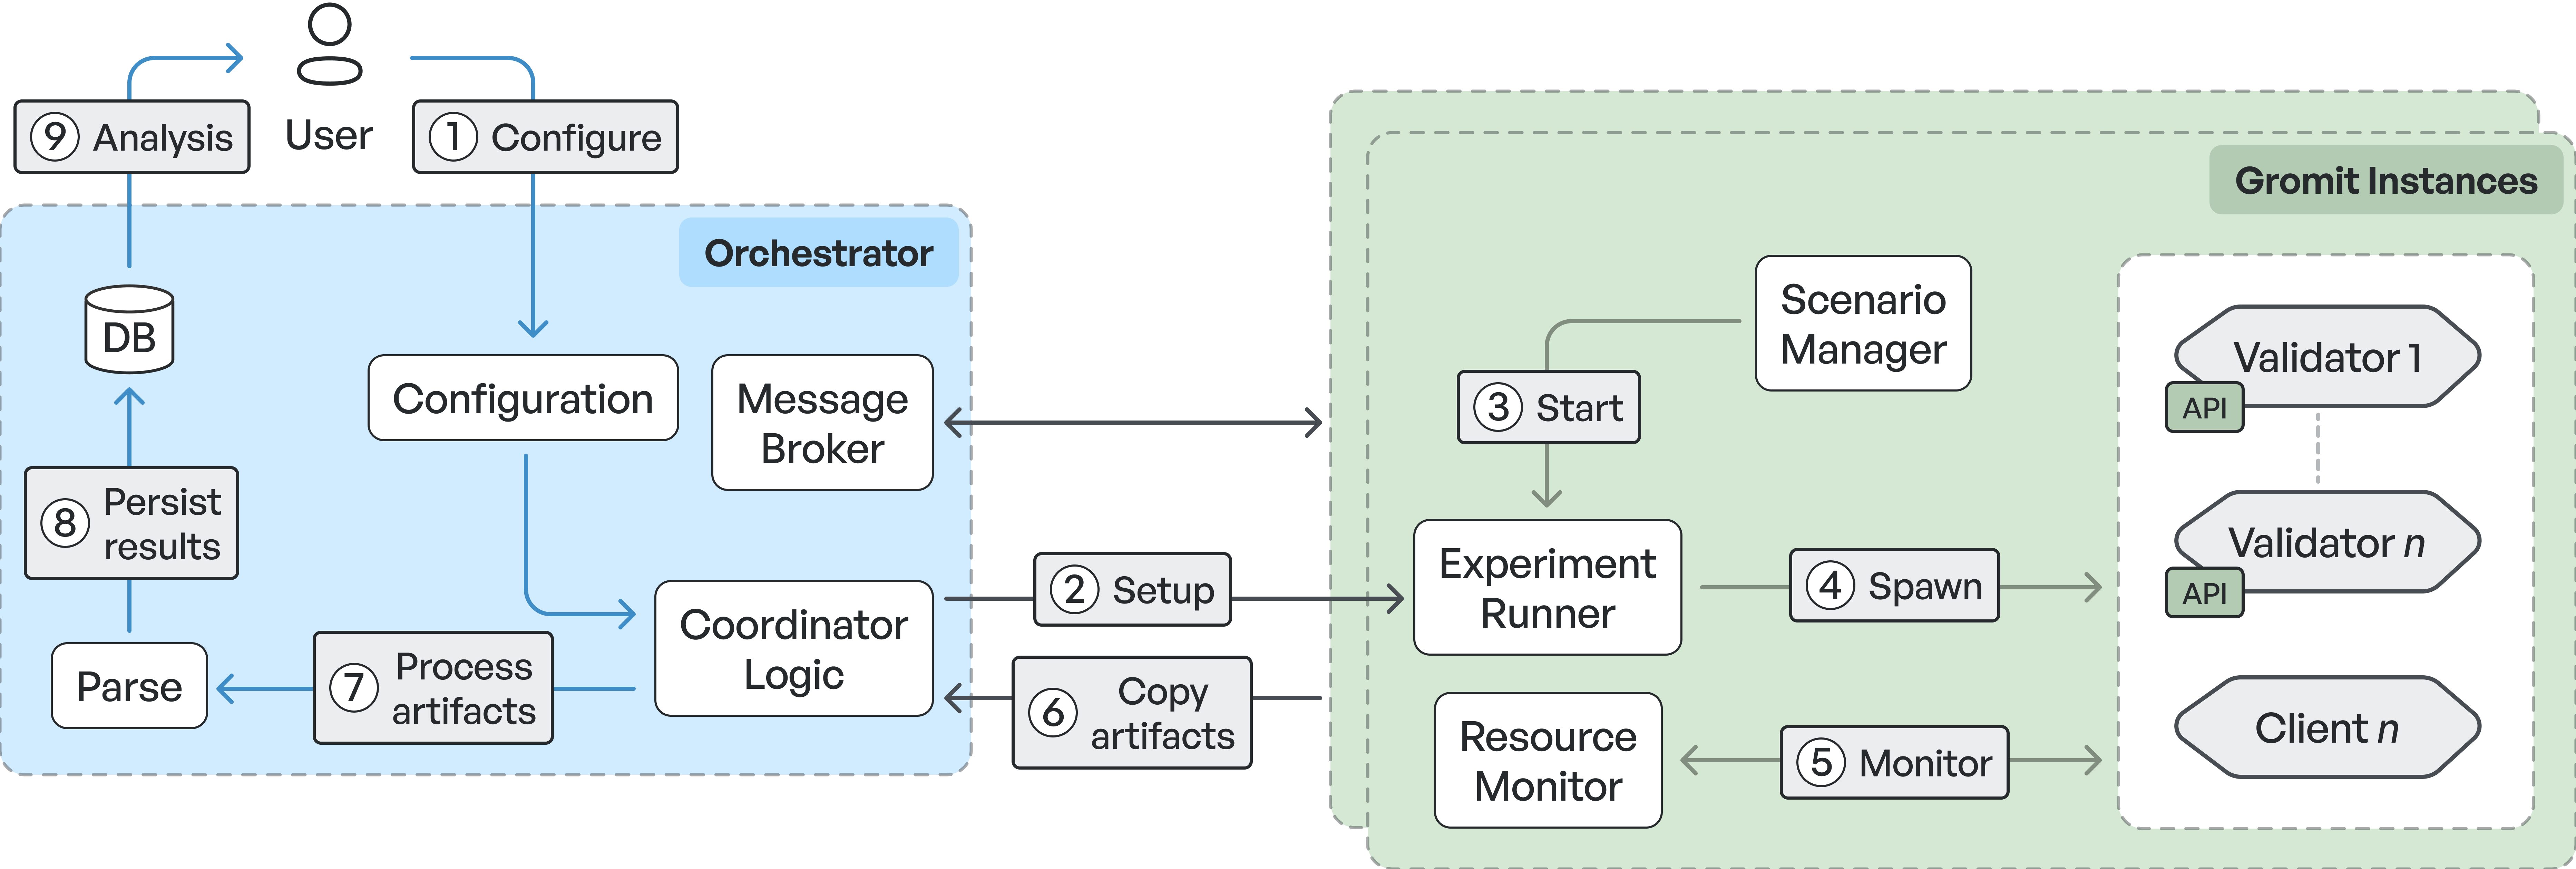 User
9 Analysis
1 Configure
Orchestrator
DB
Configuration
Message
Broker
8 Persist
results
Coordinator
Logic
Parse
7 Process
artifacts
2 Setup
6 Copy
artifacts
Gromit Instances
Scenario
Manager
3 Start
Experiment
Runner
4 Spawn
Resource
Monitor
5 Monitor
Validator 1
API
Validator n
API
Client n